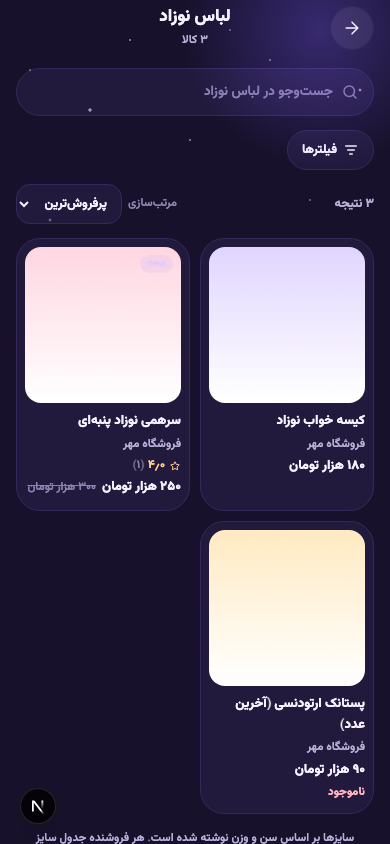 لباس نوزاد
۳ کالا
جست‌وجو در لباس نوزاد
فیلترها
۳ نتیجه
مرتب‌سازی
پرفروش‌ترین
کیسه خواب نوزاد
فروشگاه مهر
۱۸۰ هزار تومان
سرهمی نوزاد پنبه‌ای
فروشگاه مهر
۴٫۰ (۱)
۲۵۰ هزار تومان ۳۰۰ هزار تومان
پستانک ارتودنسی (آخرین
عدد)
فروشگاه مهر
۹۰ هزار تومان
ناموجود
N
سایزها بر اساس سن و وزن نوشته شده است. هر فروشنده جدول سایز